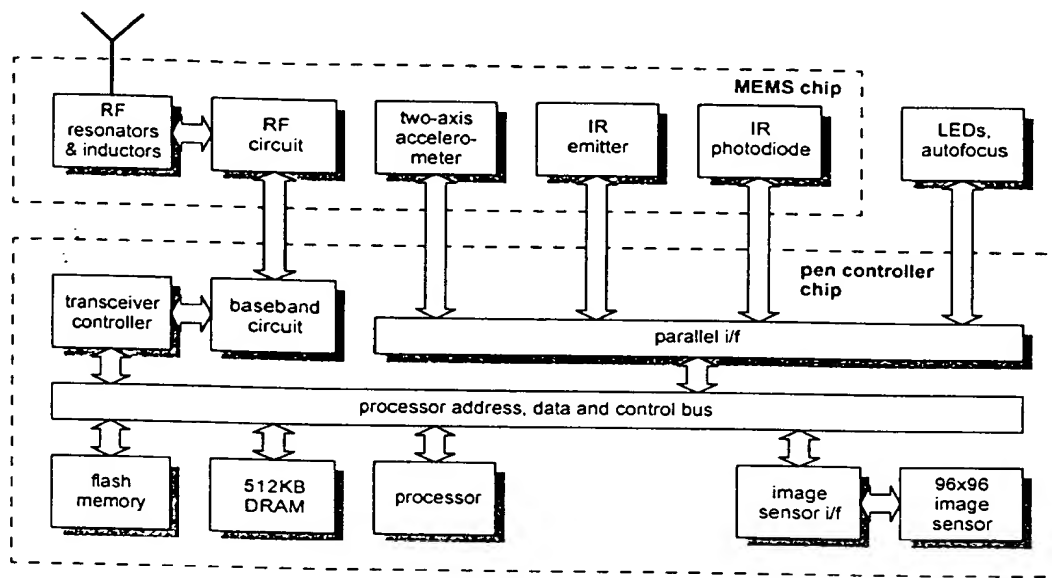 MEMS chip
RF
resonators
& inductors
RF
circuit
two-axis
accelero-
meter
IR
emitter
IR
photodiode
LEDs,
autofocus
pen controller
chip
transceiver
controller
baseband
circuit
parallel i/f
processor address, data and control bus
flash
memory
512KB
DRAM
processor
image
sensor i/f
96x96
image
sensor